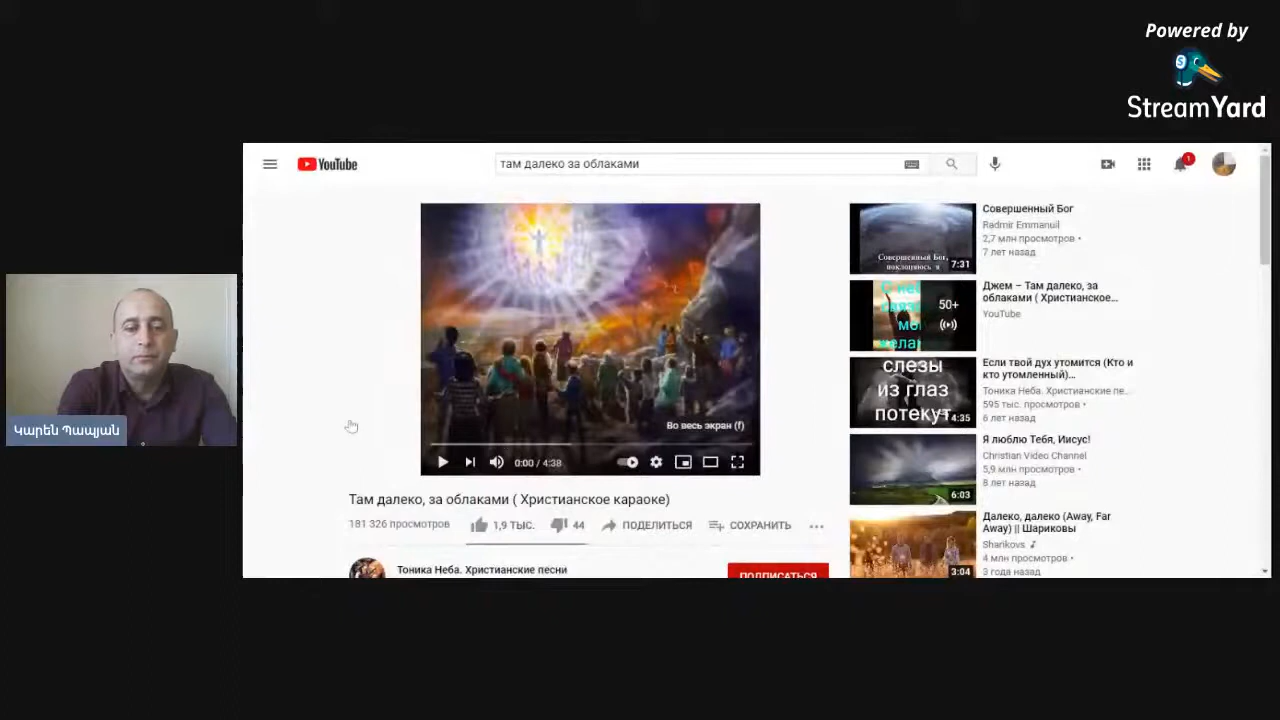 Powered by
StreamYard
YouTube
там далеко за облаками
1
Во весь экран (f)
0:00 / 4:38
Там далеко, за облаками ( Христианское караоке)
181 326 просмотров
1,9 ТЫС.
44
ПОДЕЛИТЬСЯ
СОХРАНИТЬ
Тоника Неба. Христианские песни
ПОДПИСАТЬСЯ
Совершенный Бог,
поклоняюсь я
7:31
Совершенный Бог
Radmir Emmanuil
2,7 млн просмотров •
7 лет назад
50+
Джем – Там далеко, за
облаками ( Христианское...
YouTube
слезы
из глаз
потекут
4:35
Если твой дух утомится (Кто и
кто утомленный)...
Тоника Неба. Христианские пе...
595 тыс. просмотров •
6 лет назад
6:03
Я люблю Тебя, Иисус!
Christian Video Channel
5,9 млн просмотров •
8 лет назад
3:04
Далеко, далеко (Away, Far
Away) || Шариковы
Sharikovs
4 млн просмотров •
3 года назад
Կարեն Պապյան